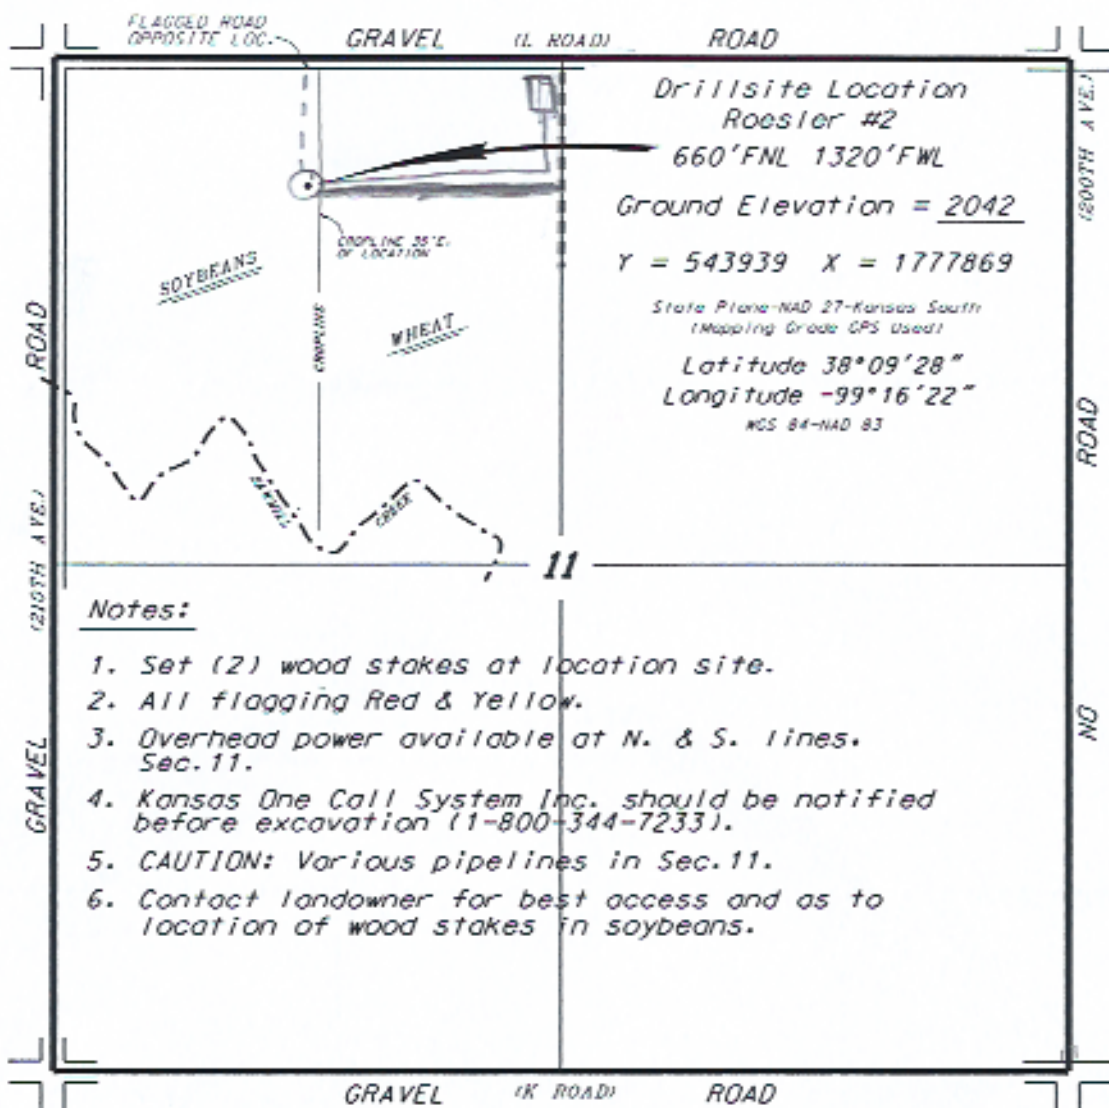 FLAGGED ROAD
OPPOSITE LOC.
GRAVEL (L ROAD) ROAD
Drillsite Location
Roesler #2
660'FNL 1320'FWL
Ground Elevation = 2042
Y = 543939 X = 1777869
State Plane-NAD 27-Kansas South
(Mapping Grade GPS Used)
Latitude 38°09'28"
Longitude -99°16'22"
WGS 84-NAD 83
(200TH AVE.)
ROAD
NO
CROPLINE 35'E.
OF LOCATION
SOYBEANS
CROPLINE
WHEAT
SAWMILL
CREEK
ROAD
(210TH AVE.)
GRAVEL
11
Notes:
1. Set (2) wood stakes at location site.
2. All flagging Red & Yellow.
3. Overhead power available at N. & S. lines.
Sec.11.
4. Kansas One Call System Inc. should be notified
before excavation (1-800-344-7233).
5. CAUTION: Various pipelines in Sec.11.
6. Contact landowner for best access and as to
location of wood stakes in soybeans.
GRAVEL (K ROAD) ROAD